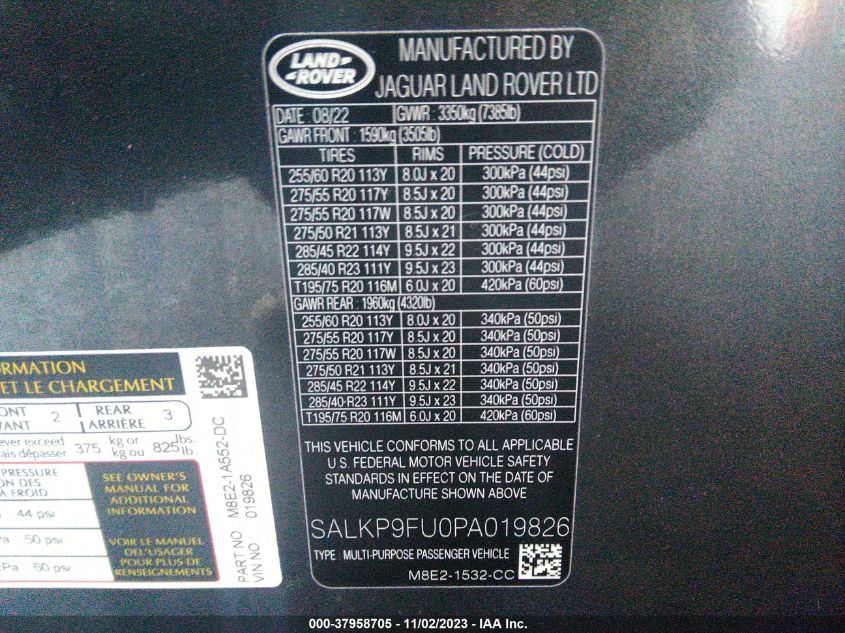 LAND-
-ROVER
MANUFACTURED BY
JAGUAR LAND ROVER LTD
DATE: 08/22 GVWR: 3350kg (7385lb)
GAWR FRONT : 1590kg (3505lb)
TIRES RIMS PRESSURE (COLD)
255/60 R20 113Y 8.0J x 20 300kPa (44psi)
275/55 R20 117Y 8.5J x 20 300kPa (44psi)
275/55 R20 117W 8.5J x 20 300kPa (44psi)
275/50 R21 113Y 8.5J x 21 300kPa (44psi)
285/45 R22 114Y 9.5J x 22 300kPa (44psi)
285/40 R23 111Y 9.5J x 23 300kPa (44psi)
T195/75 R20 116M 6.0J x 20 420kPa (60psi)
GAWR REAR : 1960kg (4320lb)
255/60 R20 113Y 8.0J x 20 340kPa (50psi)
275/55 R20 117Y 8.5J x 20 340kPa (50psi)
275/55 R20 117W 8.5J x 20 340kPa (50psi)
275/50 R21 113Y 8.5J x 21 340kPa (50psi)
285/45 R22 114Y 9.5J x 22 340kPa (50psi)
285/40 R23 111Y 9.5J x 23 340kPa (50psi)
T195/75 R20 116M 6.0J x 20 420kPa (60psi)
THIS VEHICLE CONFORMS TO ALL APPLICABLE
U.S. FEDERAL MOTOR VEHICLE SAFETY
STANDARDS IN EFFECT ON THE DATE OF
MANUFACTURE SHOWN ABOVE
SALKP9FU0PA019826
TYPE MULTI-PURPOSE PASSENGER VEHICLE
M8E2-1532-CC
ORMATION
ET LE CHARGEMENT
ONT 2 REAR 3
VANT ARRIÈRE
ever exceed 375 kg or 825 lbs.
ais dépasser kg ou lb.
PRESSURE
ON DES
À FROID
44 psi
a 50 psi
Pa 60 psi
SEE OWNER'S
MANUAL FOR
ADDITIONAL
INFORMATION
VOIR LE MANUEL
DE L'USAGER
POUR PLUS DE
RENSEIGNEMENTS
PART NO M8E2-1A552-DC
VIN NO 019826
000-37958705 - 11/02/2023 - IAA Inc.